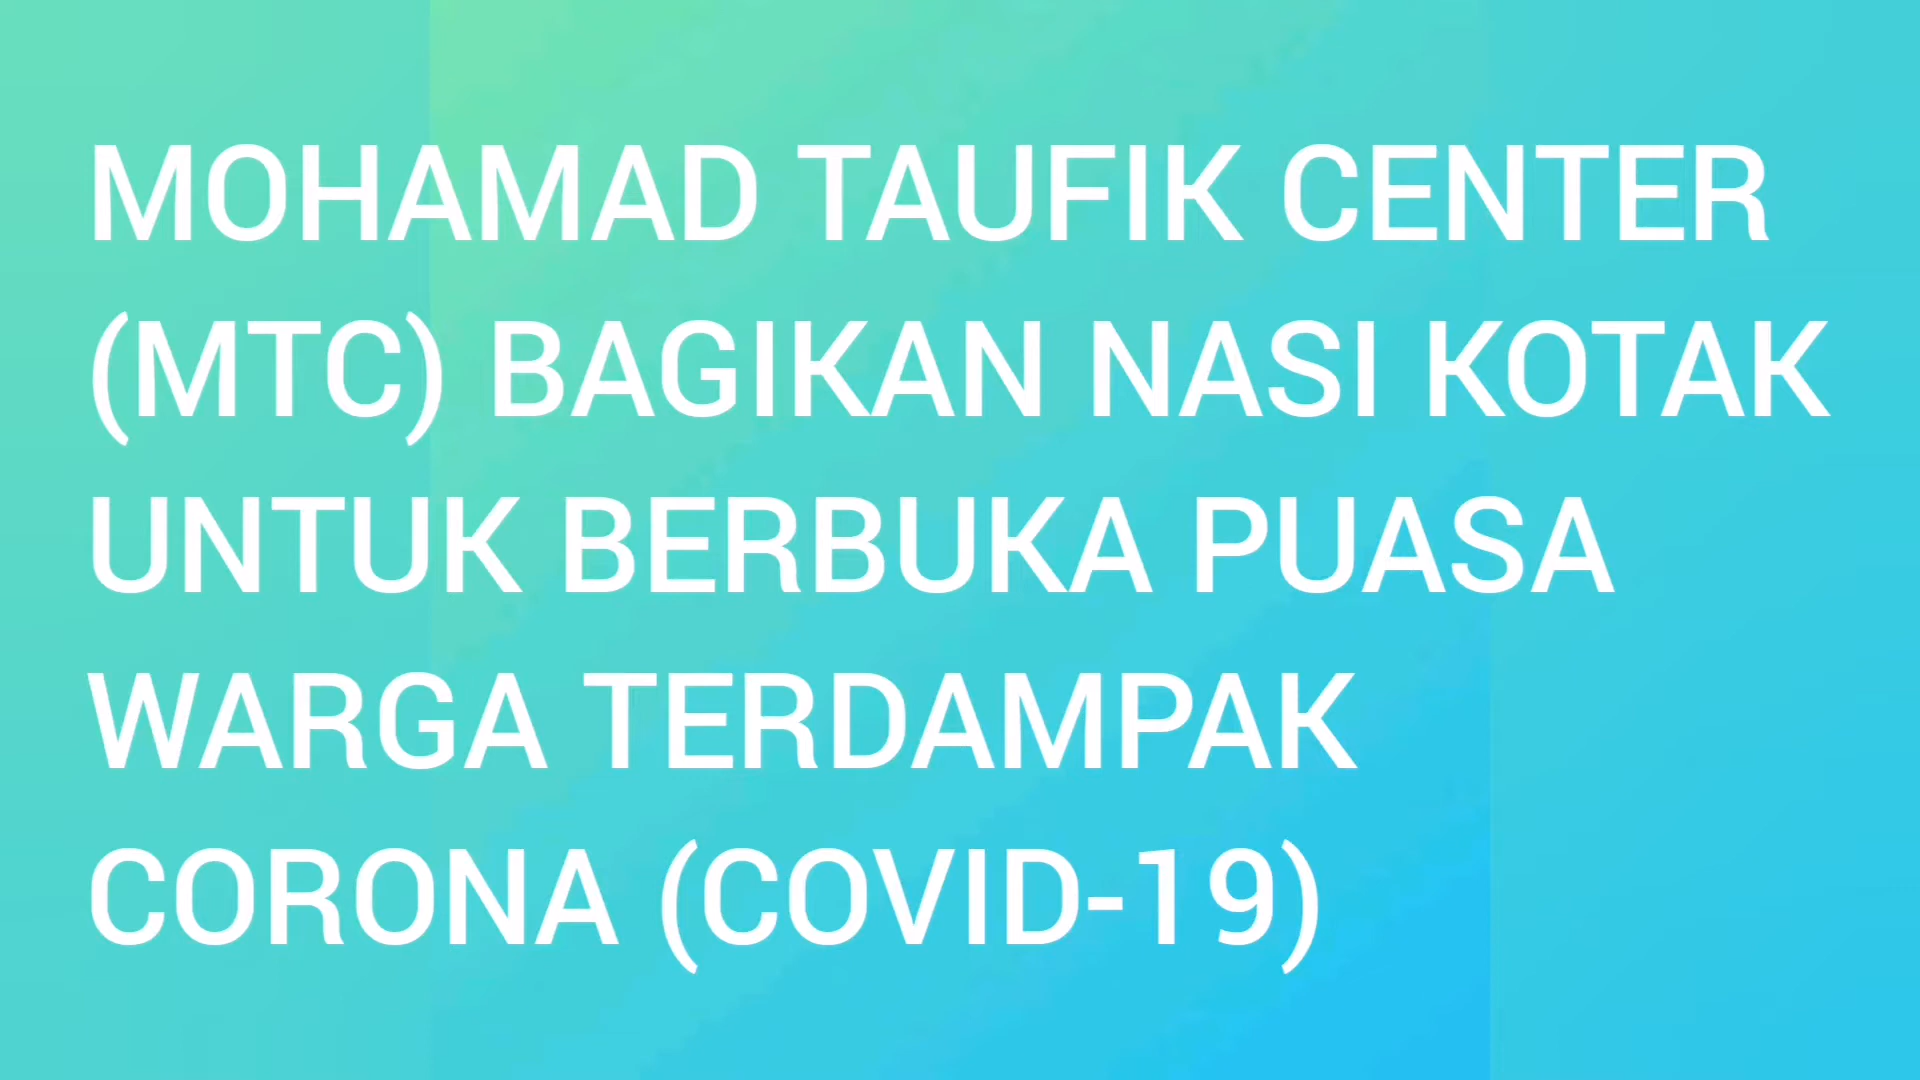 MOHAMAD TAUFIK CENTER
(MTC) BAGIKAN NASI KOTAK
UNTUK BERBUKA PUASA
WARGA TERDAMPAK
CORONA (COVID-19)